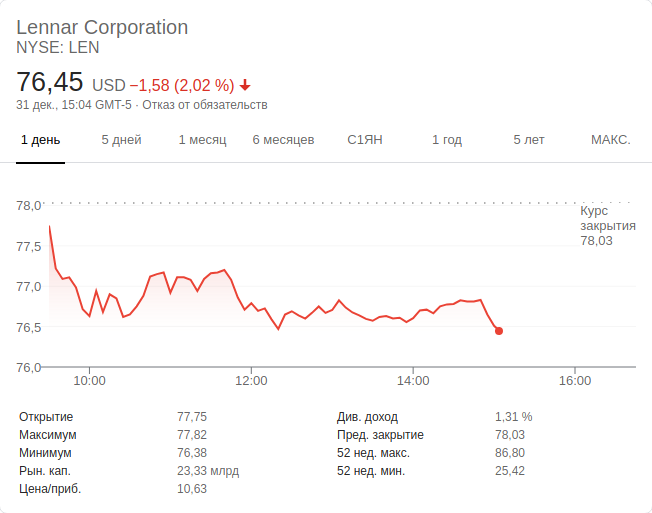 Lennar Corporation
NYSE: LEN
76,45 USD −1,58 (2,02 %)
31 дек., 15:04 GMT-5 · Отказ от обязательств
1 день 5 дней 1 месяц 6 месяцев С1ЯН 1 год 5 лет МАКС.
78,0
Курс
закрытия
78,03
77,5
77,0
76,5
76,0
10:00 12:00 14:00 16:00
Открытие 77,75 Див. доход 1,31 %
Максимум 77,82 Пред. закрытие 78,03
Минимум 76,38 52 нед. макс. 86,80
Рын. кап. 23,33 млрд 52 нед. мин. 25,42
Цена/приб. 10,63